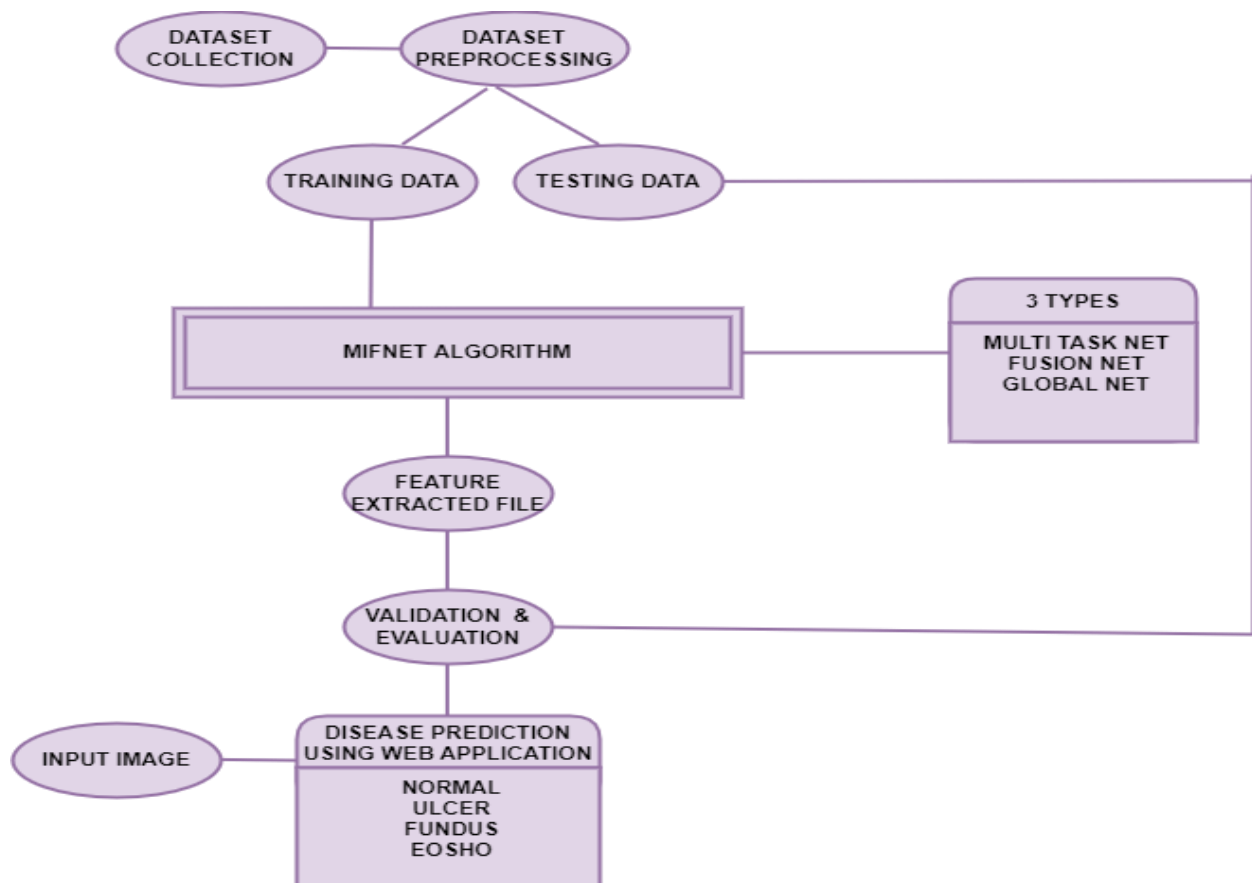 DATASET
COLLECTION
DATASET
PREPROCESSING
TRAINING DATA
TESTING DATA
MIFNET ALGORITHM
3 TYPES
MULTI TASK NET
FUSION NET
GLOBAL NET
FEATURE
EXTRACTED FILE
VALIDATION &
EVALUATION
INPUT IMAGE
DISEASE PREDICTION
USING WEB APPLICATION
NORMAL
ULCER
FUNDUS
EOSHO